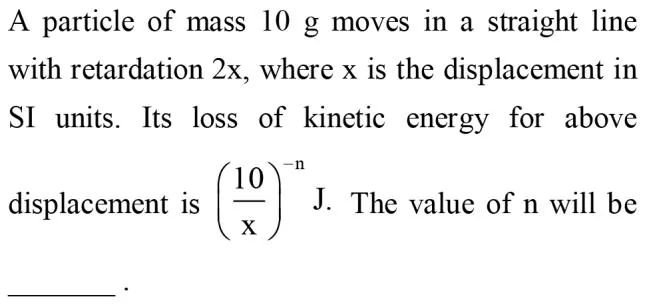 A particle of mass 10 g moves in a straight line
with retardation 2x, where x is the displacement in
SI units. Its loss of kinetic energy for above
displacement is (10/x)^{-n} J. The value of n will be
________ .